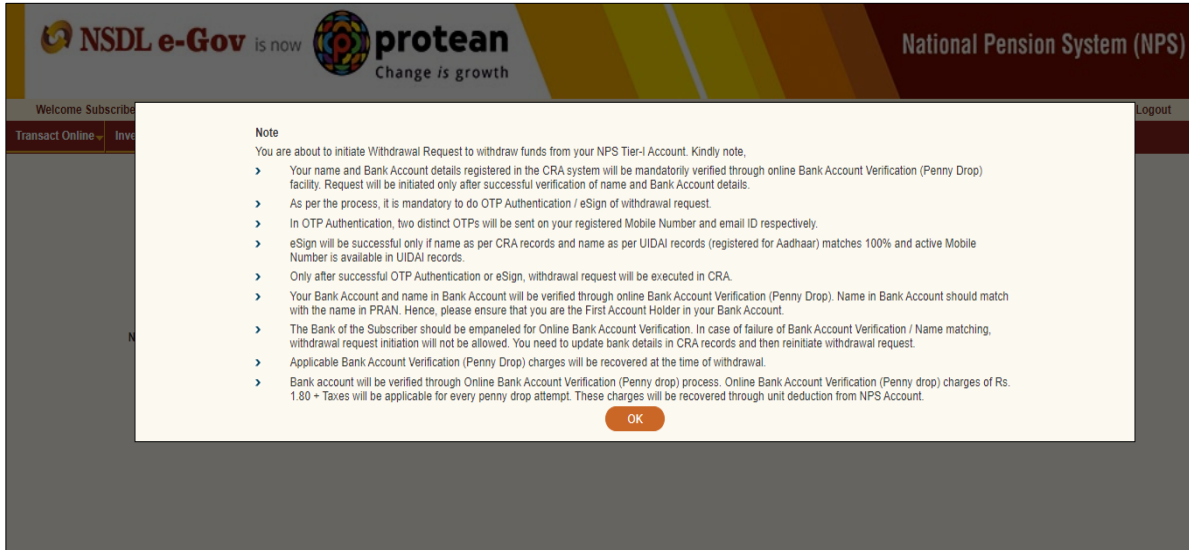 NSDL e-Gov is now protean
Change is growth
National Pension System (NPS)
Welcome Subscribe
Logout
Transact Online
Inve
Note
You are about to initiate Withdrawal Request to withdraw funds from your NPS Tier-I Account. Kindly note,
› Your name and Bank Account details registered in the CRA system will be mandatorily verified through online Bank Account Verification (Penny Drop)
facility. Request will be initiated only after successful verification of name and Bank Account details.
› As per the process, it is mandatory to do OTP Authentication / eSign of withdrawal request.
› In OTP Authentication, two distinct OTPs will be sent on your registered Mobile Number and email ID respectively.
› eSign will be successful only if name as per CRA records and name as per UIDAI records (registered for Aadhaar) matches 100% and active Mobile
Number is available in UIDAI records.
› Only after successful OTP Authentication or eSign, withdrawal request will be executed in CRA.
› Your Bank Account and name in Bank Account will be verified through online Bank Account Verification (Penny Drop). Name in Bank Account should match
with the name in PRAN. Hence, please ensure that you are the First Account Holder in your Bank Account.
N
› The Bank of the Subscriber should be empaneled for Online Bank Account Verification. In case of failure of Bank Account Verification / Name matching,
withdrawal request initiation will not be allowed. You need to update bank details in CRA records and then reinitiate withdrawal request.
› Applicable Bank Account Verification (Penny Drop) charges will be recovered at the time of withdrawal.
› Bank account will be verified through Online Bank Account Verification (Penny drop) process. Online Bank Account Verification (Penny drop) charges of Rs.
1.80 + Taxes will be applicable for every penny drop attempt. These charges will be recovered through unit deduction from NPS Account.
OK